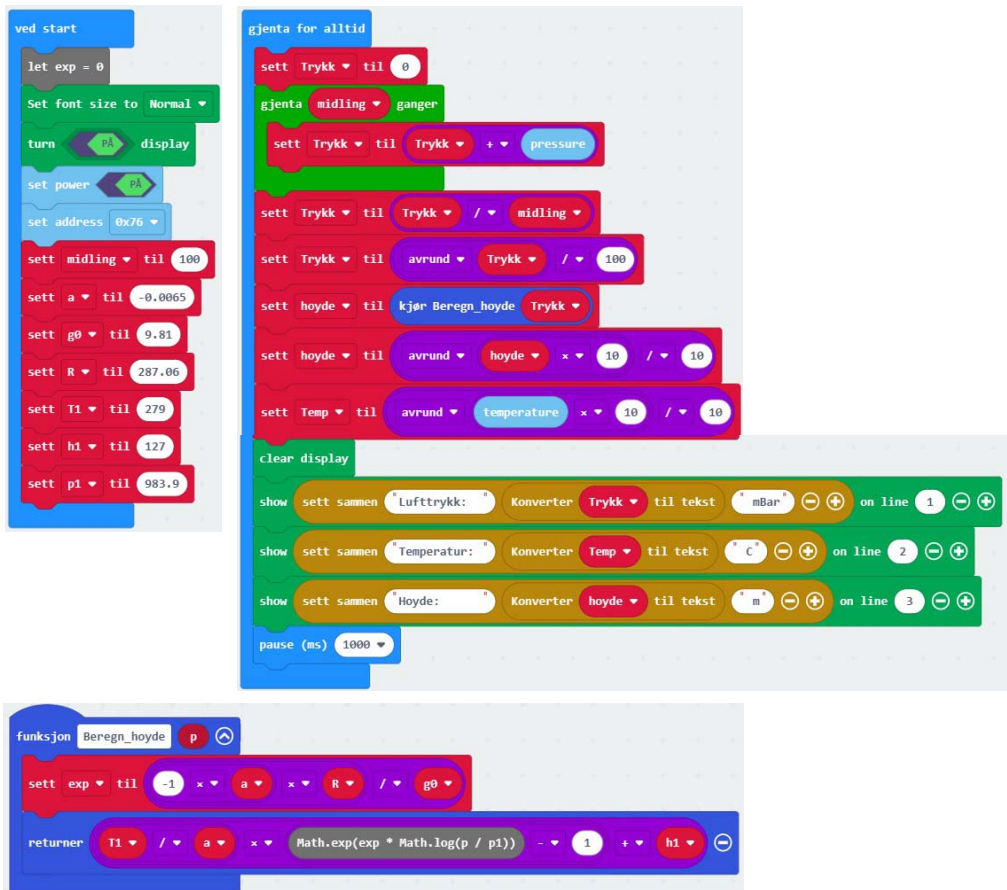 ved start
let exp = 0
Set font size to Normal
turn PÅ display
set power PÅ
set address 0x76
sett midling til 100
sett a til -0.0065
sett g0 til 9.81
sett R til 287.06
sett T1 til 279
sett h1 til 127
sett p1 til 983.9
gjenta for alltid
sett Trykk til 0
gjenta midling ganger
sett Trykk til Trykk + pressure
sett Trykk til Trykk / midling
sett Trykk til avrund Trykk / 100
sett hoyde til kjør Beregn_hoyde Trykk
sett hoyde til avrund hoyde × 10 / 10
sett Temp til avrund temperature × 10 / 10
clear display
show sett sammen "Lufttrykk: " Konverter Trykk til tekst " mBar" on line 1
show sett sammen "Temperatur: " Konverter Temp til tekst " C" on line 2
show sett sammen "Hoyde: " Konverter hoyde til tekst " m" on line 3
pause (ms) 1000
funksjon Beregn_hoyde p
sett exp til -1 × a × R / g0
returner T1 / a × Math.exp(exp * Math.log(p / p1)) - 1 + h1